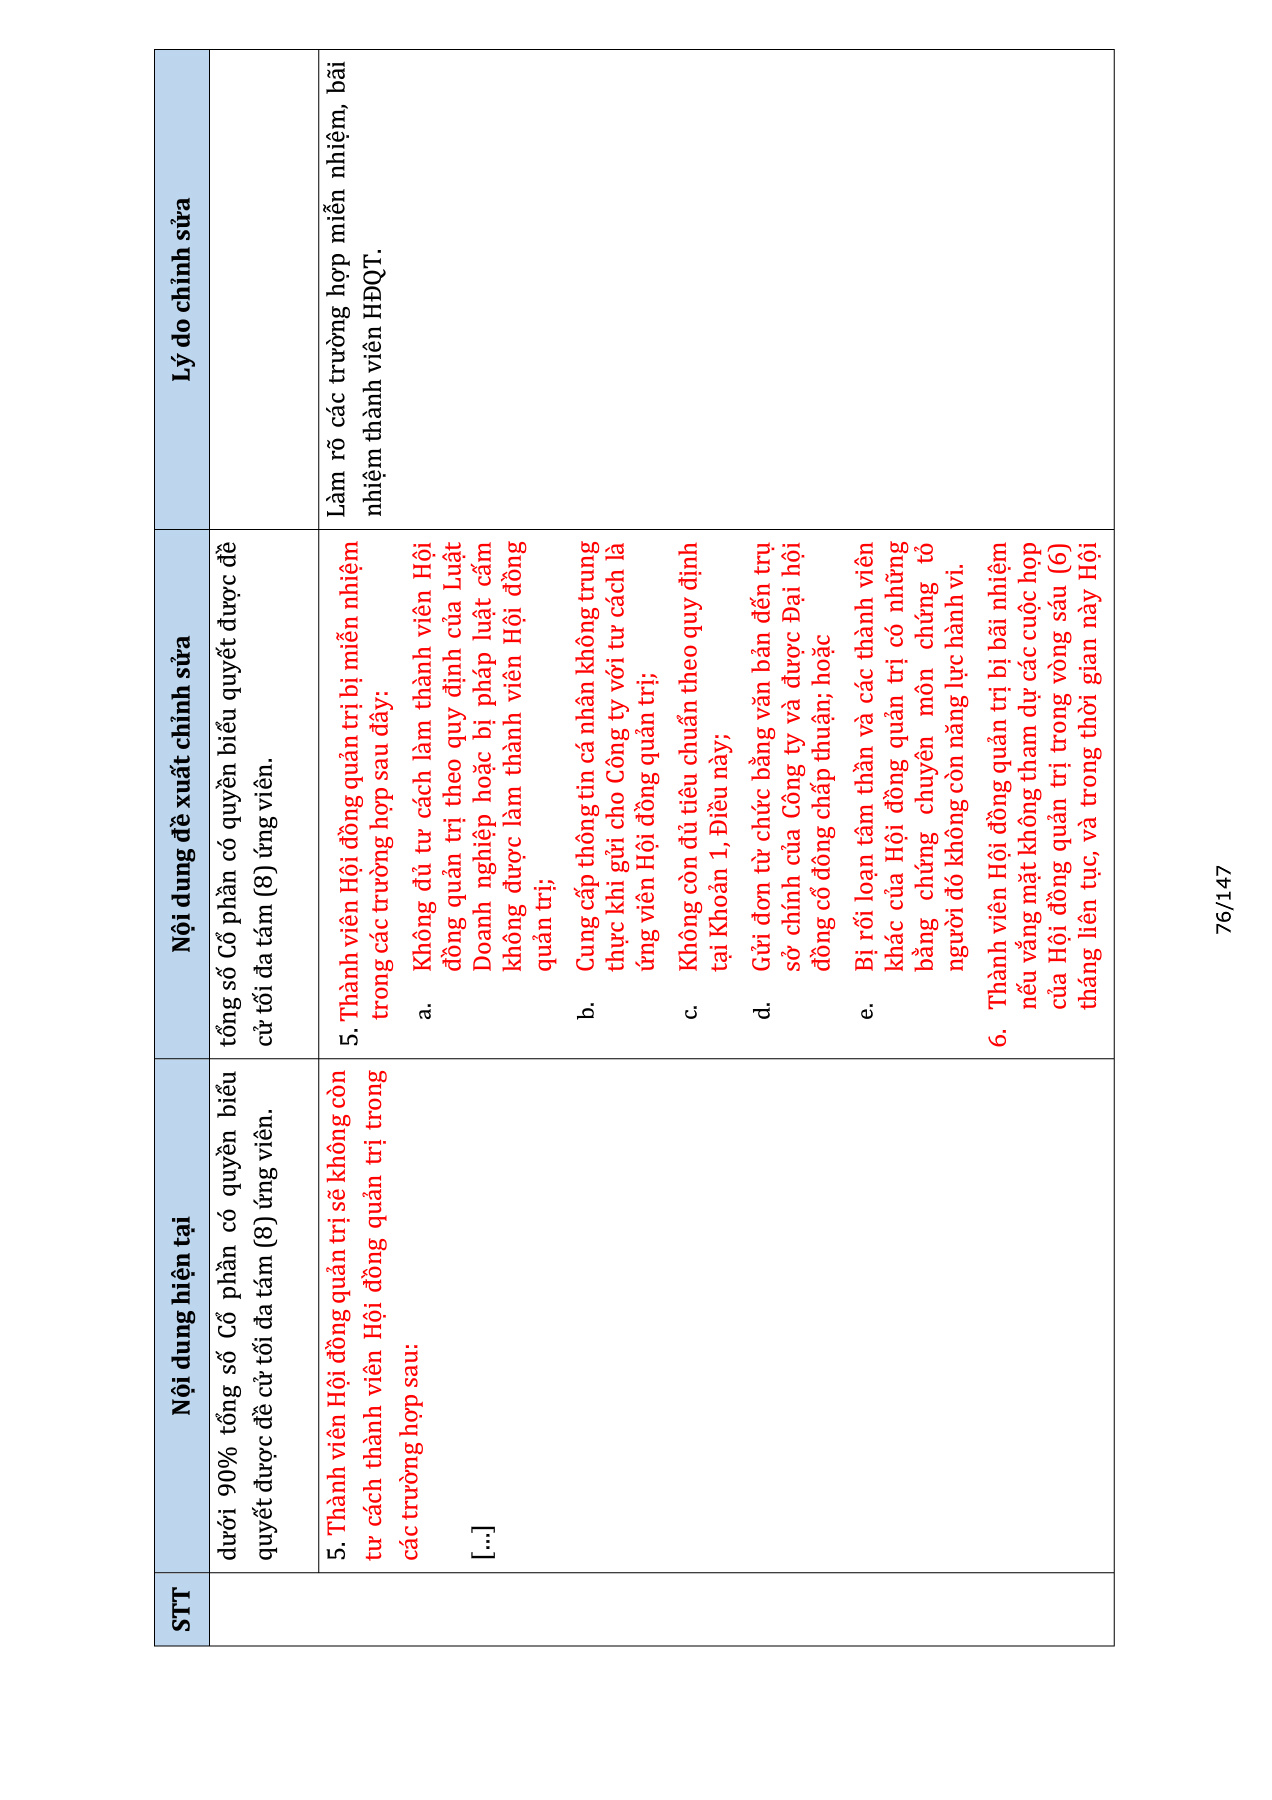 STT
Nội dung hiện tại
Nội dung đề xuất chỉnh sửa
Lý do chỉnh sửa
dưới 90% tổng số Cổ phần có quyền biểu
quyết được đề cử tối đa tám (8) ứng viên.
tổng số Cổ phần có quyền biểu quyết được đề
cử tối đa tám (8) ứng viên.
5. Thành viên Hội đồng quản trị sẽ không còn
tư cách thành viên Hội đồng quản trị trong
các trường hợp sau:
[...]
5. Thành viên Hội đồng quản trị bị miễn nhiệm
trong các trường hợp sau đây:
a. Không đủ tư cách làm thành viên Hội
đồng quản trị theo quy định của Luật
Doanh nghiệp hoặc bị pháp luật cấm
không được làm thành viên Hội đồng
quản trị;
b. Cung cấp thông tin cá nhân không trung
thực khi gửi cho Công ty với tư cách là
ứng viên Hội đồng quản trị;
c. Không còn đủ tiêu chuẩn theo quy định
tại Khoản 1, Điều này;
d. Gửi đơn từ chức bằng văn bản đến trụ
sở chính của Công ty và được Đại hội
đồng cổ đông chấp thuận; hoặc
e. Bị rối loạn tâm thần và các thành viên
khác của Hội đồng quản trị có những
bằng chứng chuyên môn chứng tỏ
người đó không còn năng lực hành vi.
6. Thành viên Hội đồng quản trị bị bãi nhiệm
nếu vắng mặt không tham dự các cuộc họp
của Hội đồng quản trị trong vòng sáu (6)
tháng liên tục, và trong thời gian này Hội
Làm rõ các trường hợp miễn nhiệm, bãi
nhiệm thành viên HĐQT.
76/147